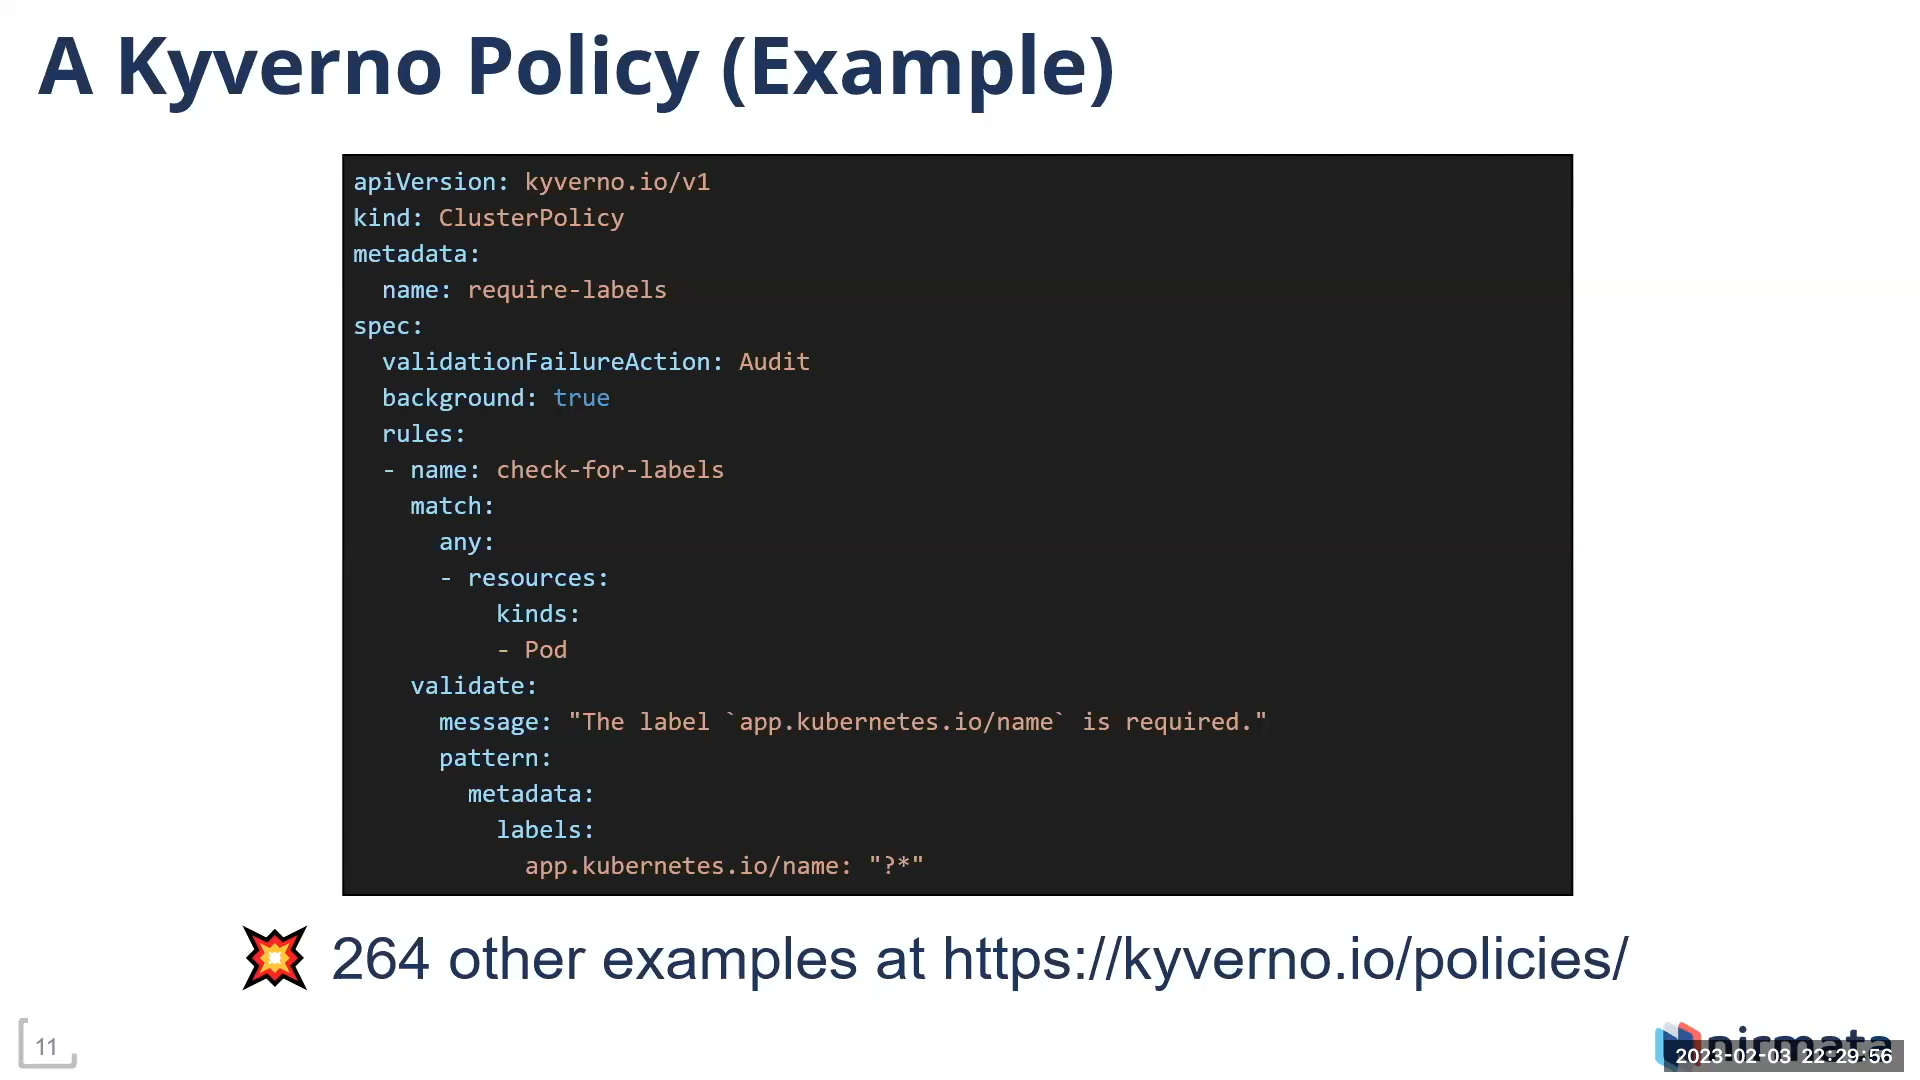 A Kyverno Policy (Example)
apiVersion: kyverno.io/v1
kind: ClusterPolicy
metadata:
  name: require-labels
spec:
  validationFailureAction: Audit
  background: true
  rules:
  - name: check-for-labels
    match:
      any:
      - resources:
          kinds:
          - Pod
    validate:
      message: "The label `app.kubernetes.io/name` is required."
      pattern:
        metadata:
          labels:
            app.kubernetes.io/name: "?*"
💥 264 other examples at https://kyverno.io/policies/
11
nirmata
2023-02-03 22:29:56